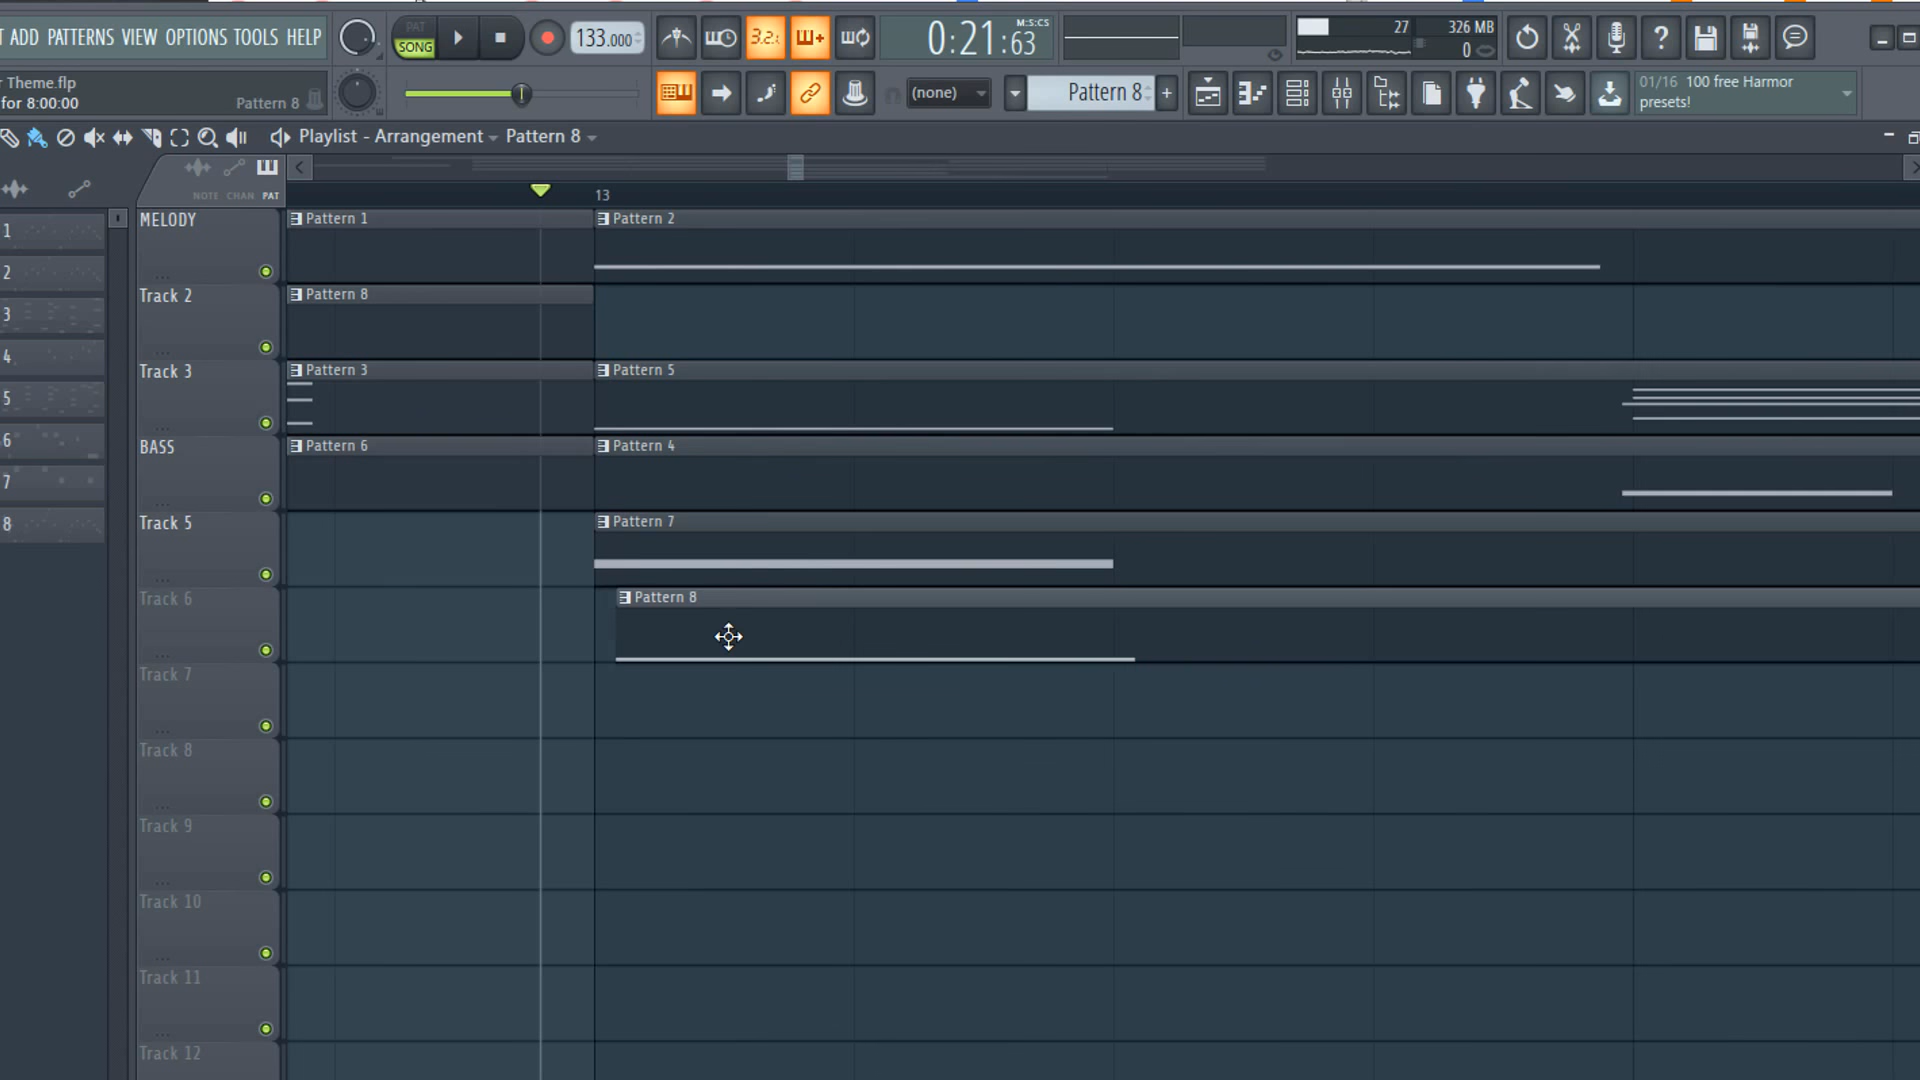 T ADD PATTERNS VIEW OPTIONS TOOLS HELP
PAT
SONG
133.000
3.2.
0:21:63
M:S:CS
27
326 MB
0
r Theme.flp
for 8:00:00
Pattern 8
(none)
Pattern 8
+
01/16 100 free Harmor
presets!
Playlist - Arrangement
Pattern 8
NOTE CHAN PAT
13
1
2
3
4
5
6
7
8
MELODY
Pattern 1
Pattern 2
Track 2
Pattern 8
Track 3
Pattern 3
Pattern 5
BASS
Pattern 6
Pattern 4
Track 5
Pattern 7
Track 6
Pattern 8
Track 7
Track 8
Track 9
Track 10
Track 11
Track 12